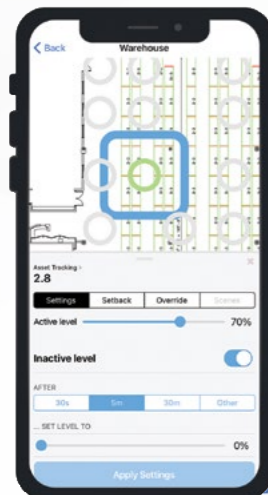 Back Warehouse
Asset Tracking >
2.8
Settings Setback Override Scenes
Active level 70%
Inactive level
AFTER
30s 5m 30m Other
... SET LEVEL TO
0%
Apply Settings